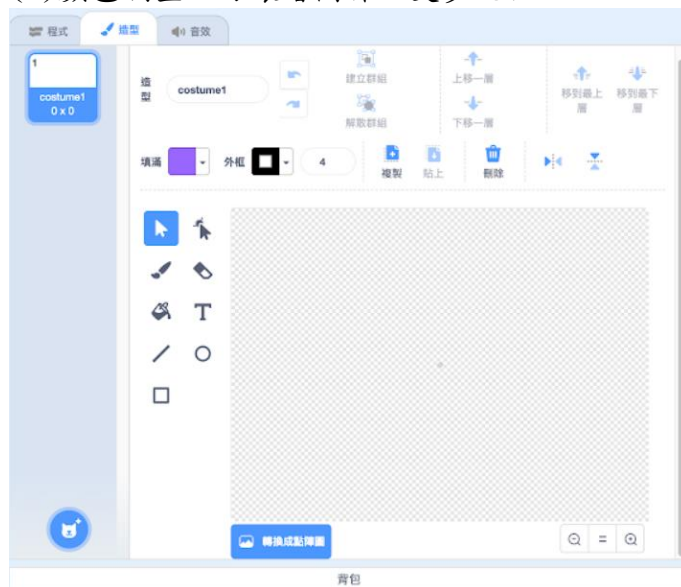 程式 造型 音效
1
costume1
0 x 0
造型 costume1
建立群組 上移一層 移到最上層 移到最下層
解散群組 下移一層
填滿 外框 4 複製 貼上 刪除
T
轉換成點陣圖
背包